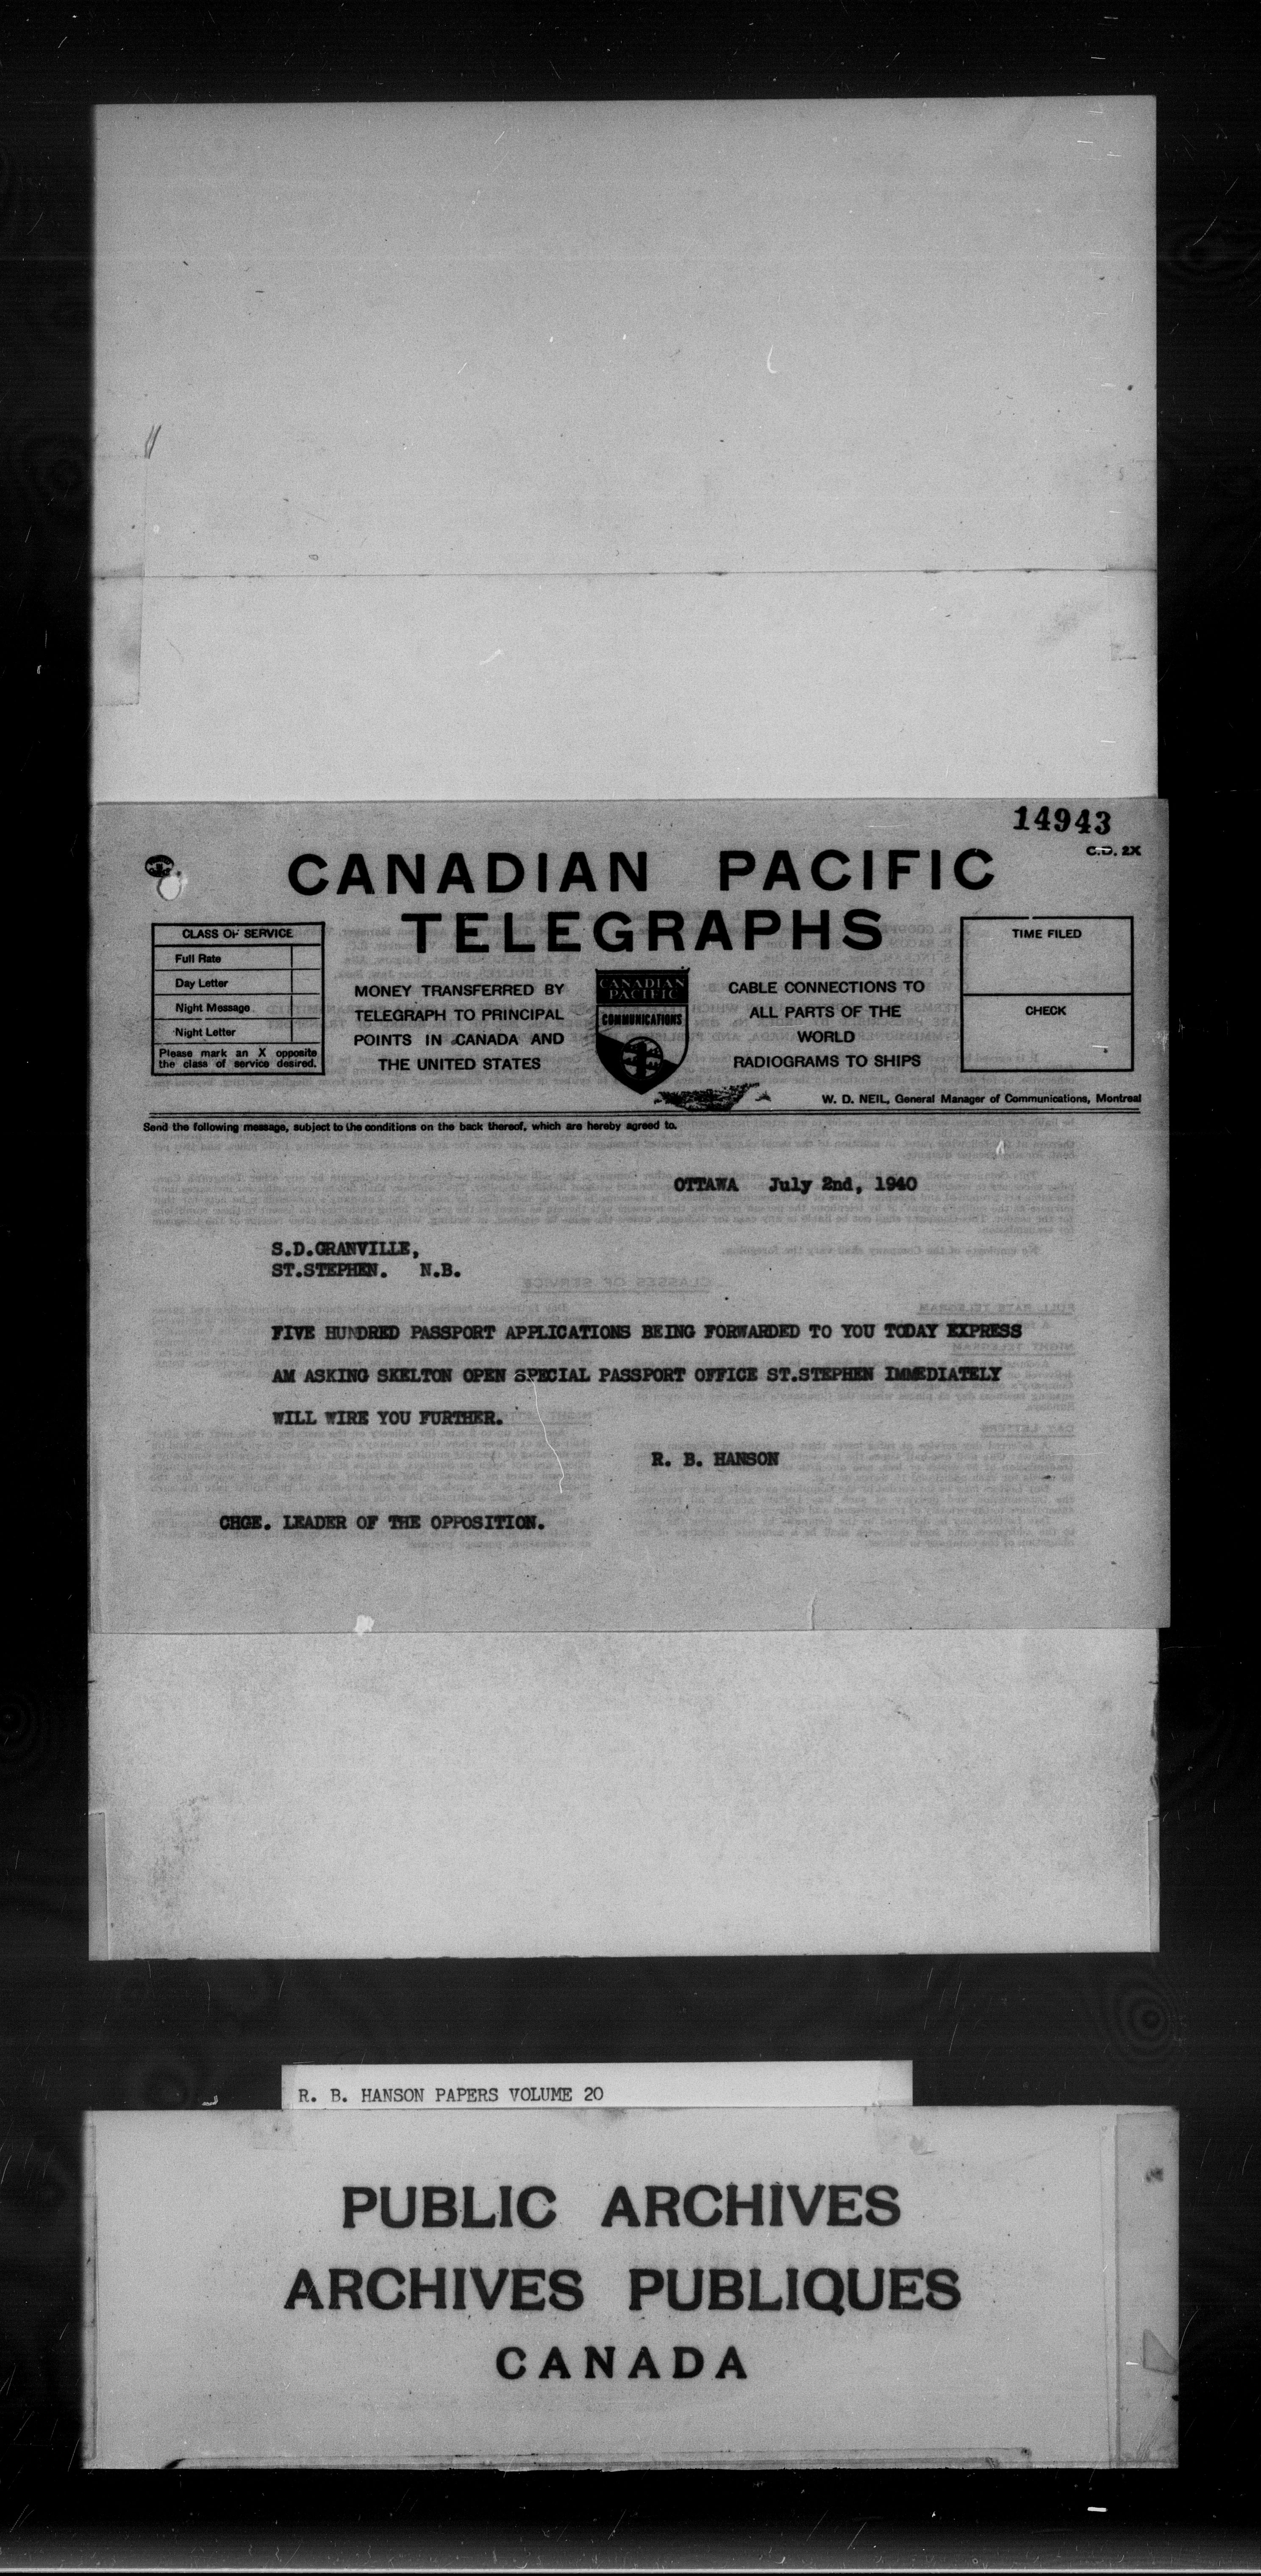 14943
C.D. 2X
CANADIAN PACIFIC
TELEGRAPHS
CLASS OF SERVICE
Full Rate
Day Letter
Night Message
Night Letter
Please mark an X opposite
the class of service desired.
MONEY TRANSFERRED BY
TELEGRAPH TO PRINCIPAL
POINTS IN CANADA AND
THE UNITED STATES
CANADIAN
PACIFIC
COMMUNICATIONS
CABLE CONNECTIONS TO
ALL PARTS OF THE
WORLD
RADIOGRAMS TO SHIPS
TIME FILED
CHECK
W. D. NEIL, General Manager of Communications, Montreal
Send the following message, subject to the conditions on the back thereof, which are hereby agreed to.
OTTAWA July 2nd, 1940
S.D.GRANVILLE,
ST.STEPHEN. N.B.
FIVE HUNDRED PASSPORT APPLICATIONS BEING FORWARDED TO YOU TODAY EXPRESS
AM ASKING SKELTON OPEN SPECIAL PASSPORT OFFICE ST.STEPHEN IMMEDIATELY
WILL WIRE YOU FURTHER.
R. B. HANSON
CHGE. LEADER OF THE OPPOSITION.
R. B. HANSON PAPERS VOLUME 20
PUBLIC ARCHIVES
ARCHIVES PUBLIQUES
CANADA